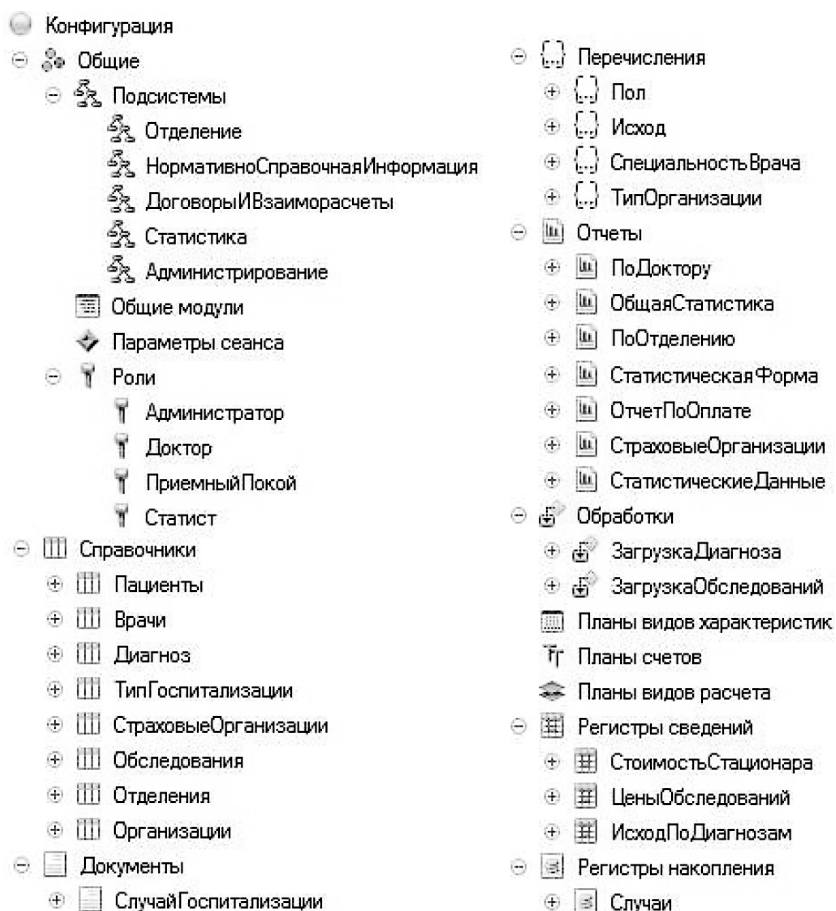 Конфигурация
Общие
Подсистемы
Отделение
НормативноСправочнаяИнформация
ДоговорыИВзаиморасчеты
Статистика
Администрирование
Общие модули
Параметры сеанса
Роли
Администратор
Доктор
ПриемныйПокой
Статист
Справочники
Пациенты
Врачи
Диагноз
ТипГоспитализации
СтраховыеОрганизации
Обследования
Отделения
Организации
Документы
СлучайГоспитализации
Перечисления
Пол
Исход
СпециальностьВрача
ТипОрганизации
Отчеты
ПоДоктору
ОбщаяСтатистика
ПоОтделению
СтатистическаяФорма
ОтчетПоОплате
СтраховыеОрганизации
СтатистическиеДанные
Обработки
ЗагрузкаДиагноза
ЗагрузкаОбследований
Планы видов характеристик
Планы счетов
Планы видов расчета
Регистры сведений
СтоимостьСтационара
ЦеныОбследований
ИсходПоДиагнозам
Регистры накопления
Случаи